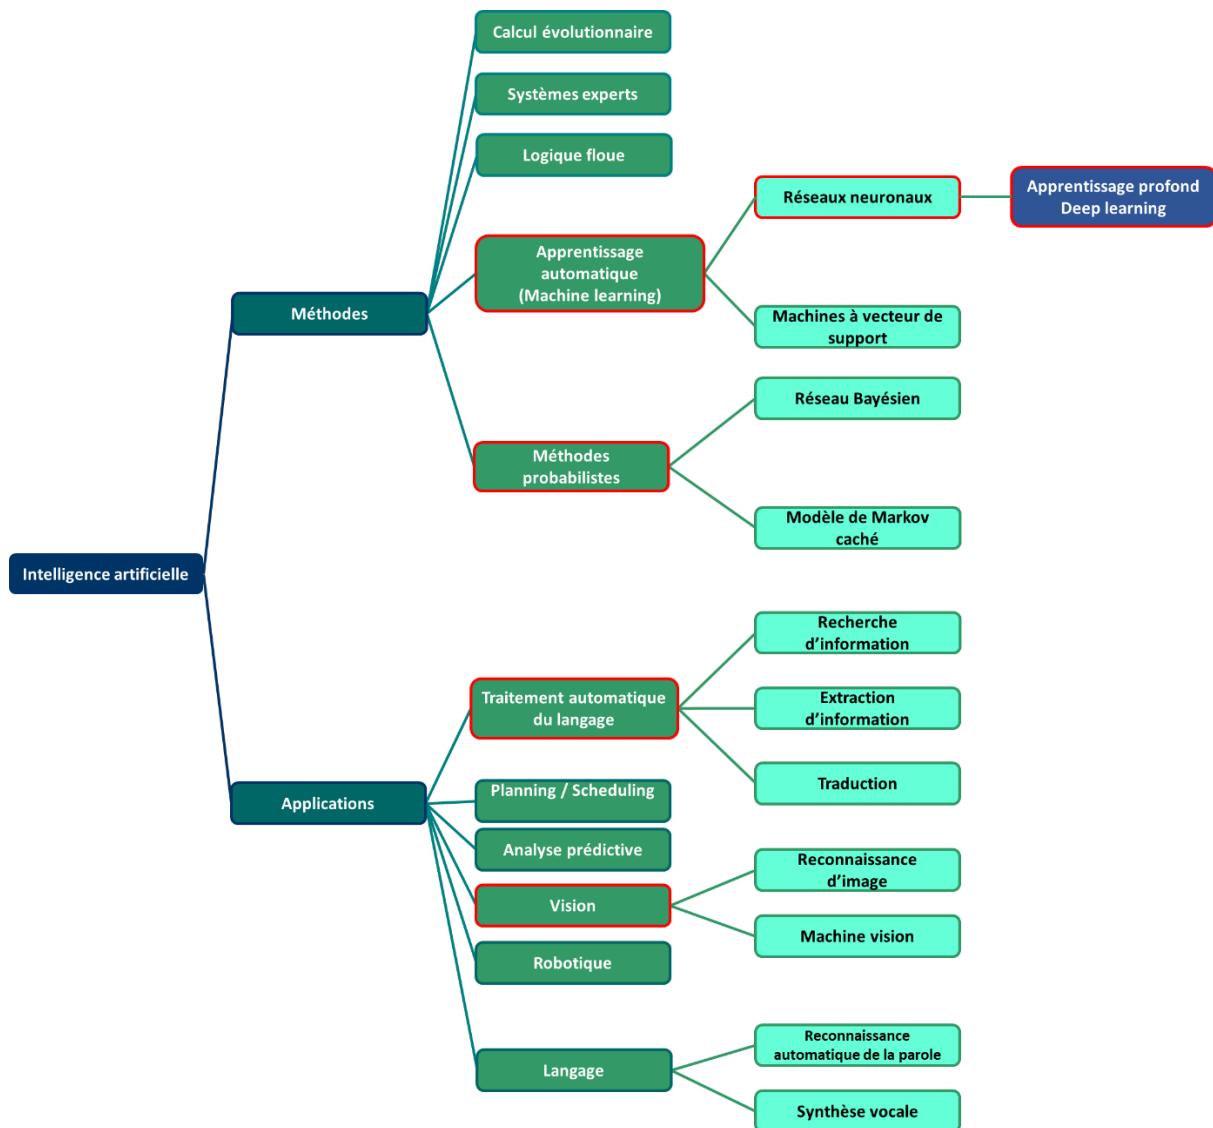 Calcul évolutionnaire
Systèmes experts
Logique floue
Réseaux neuronaux
Apprentissage profond
Deep learning
Apprentissage
automatique
(Machine learning)
Méthodes
Machines à vecteur de
support
Réseau Bayésien
Méthodes
probabilistes
Modèle de Markov
caché
Intelligence artificielle
Recherche
d’information
Traitement automatique
du langage
Extraction
d’information
Traduction
Planning / Scheduling
Applications
Analyse prédictive
Reconnaissance
d’image
Vision
Machine vision
Robotique
Reconnaissance
automatique de la parole
Langage
Synthèse vocale